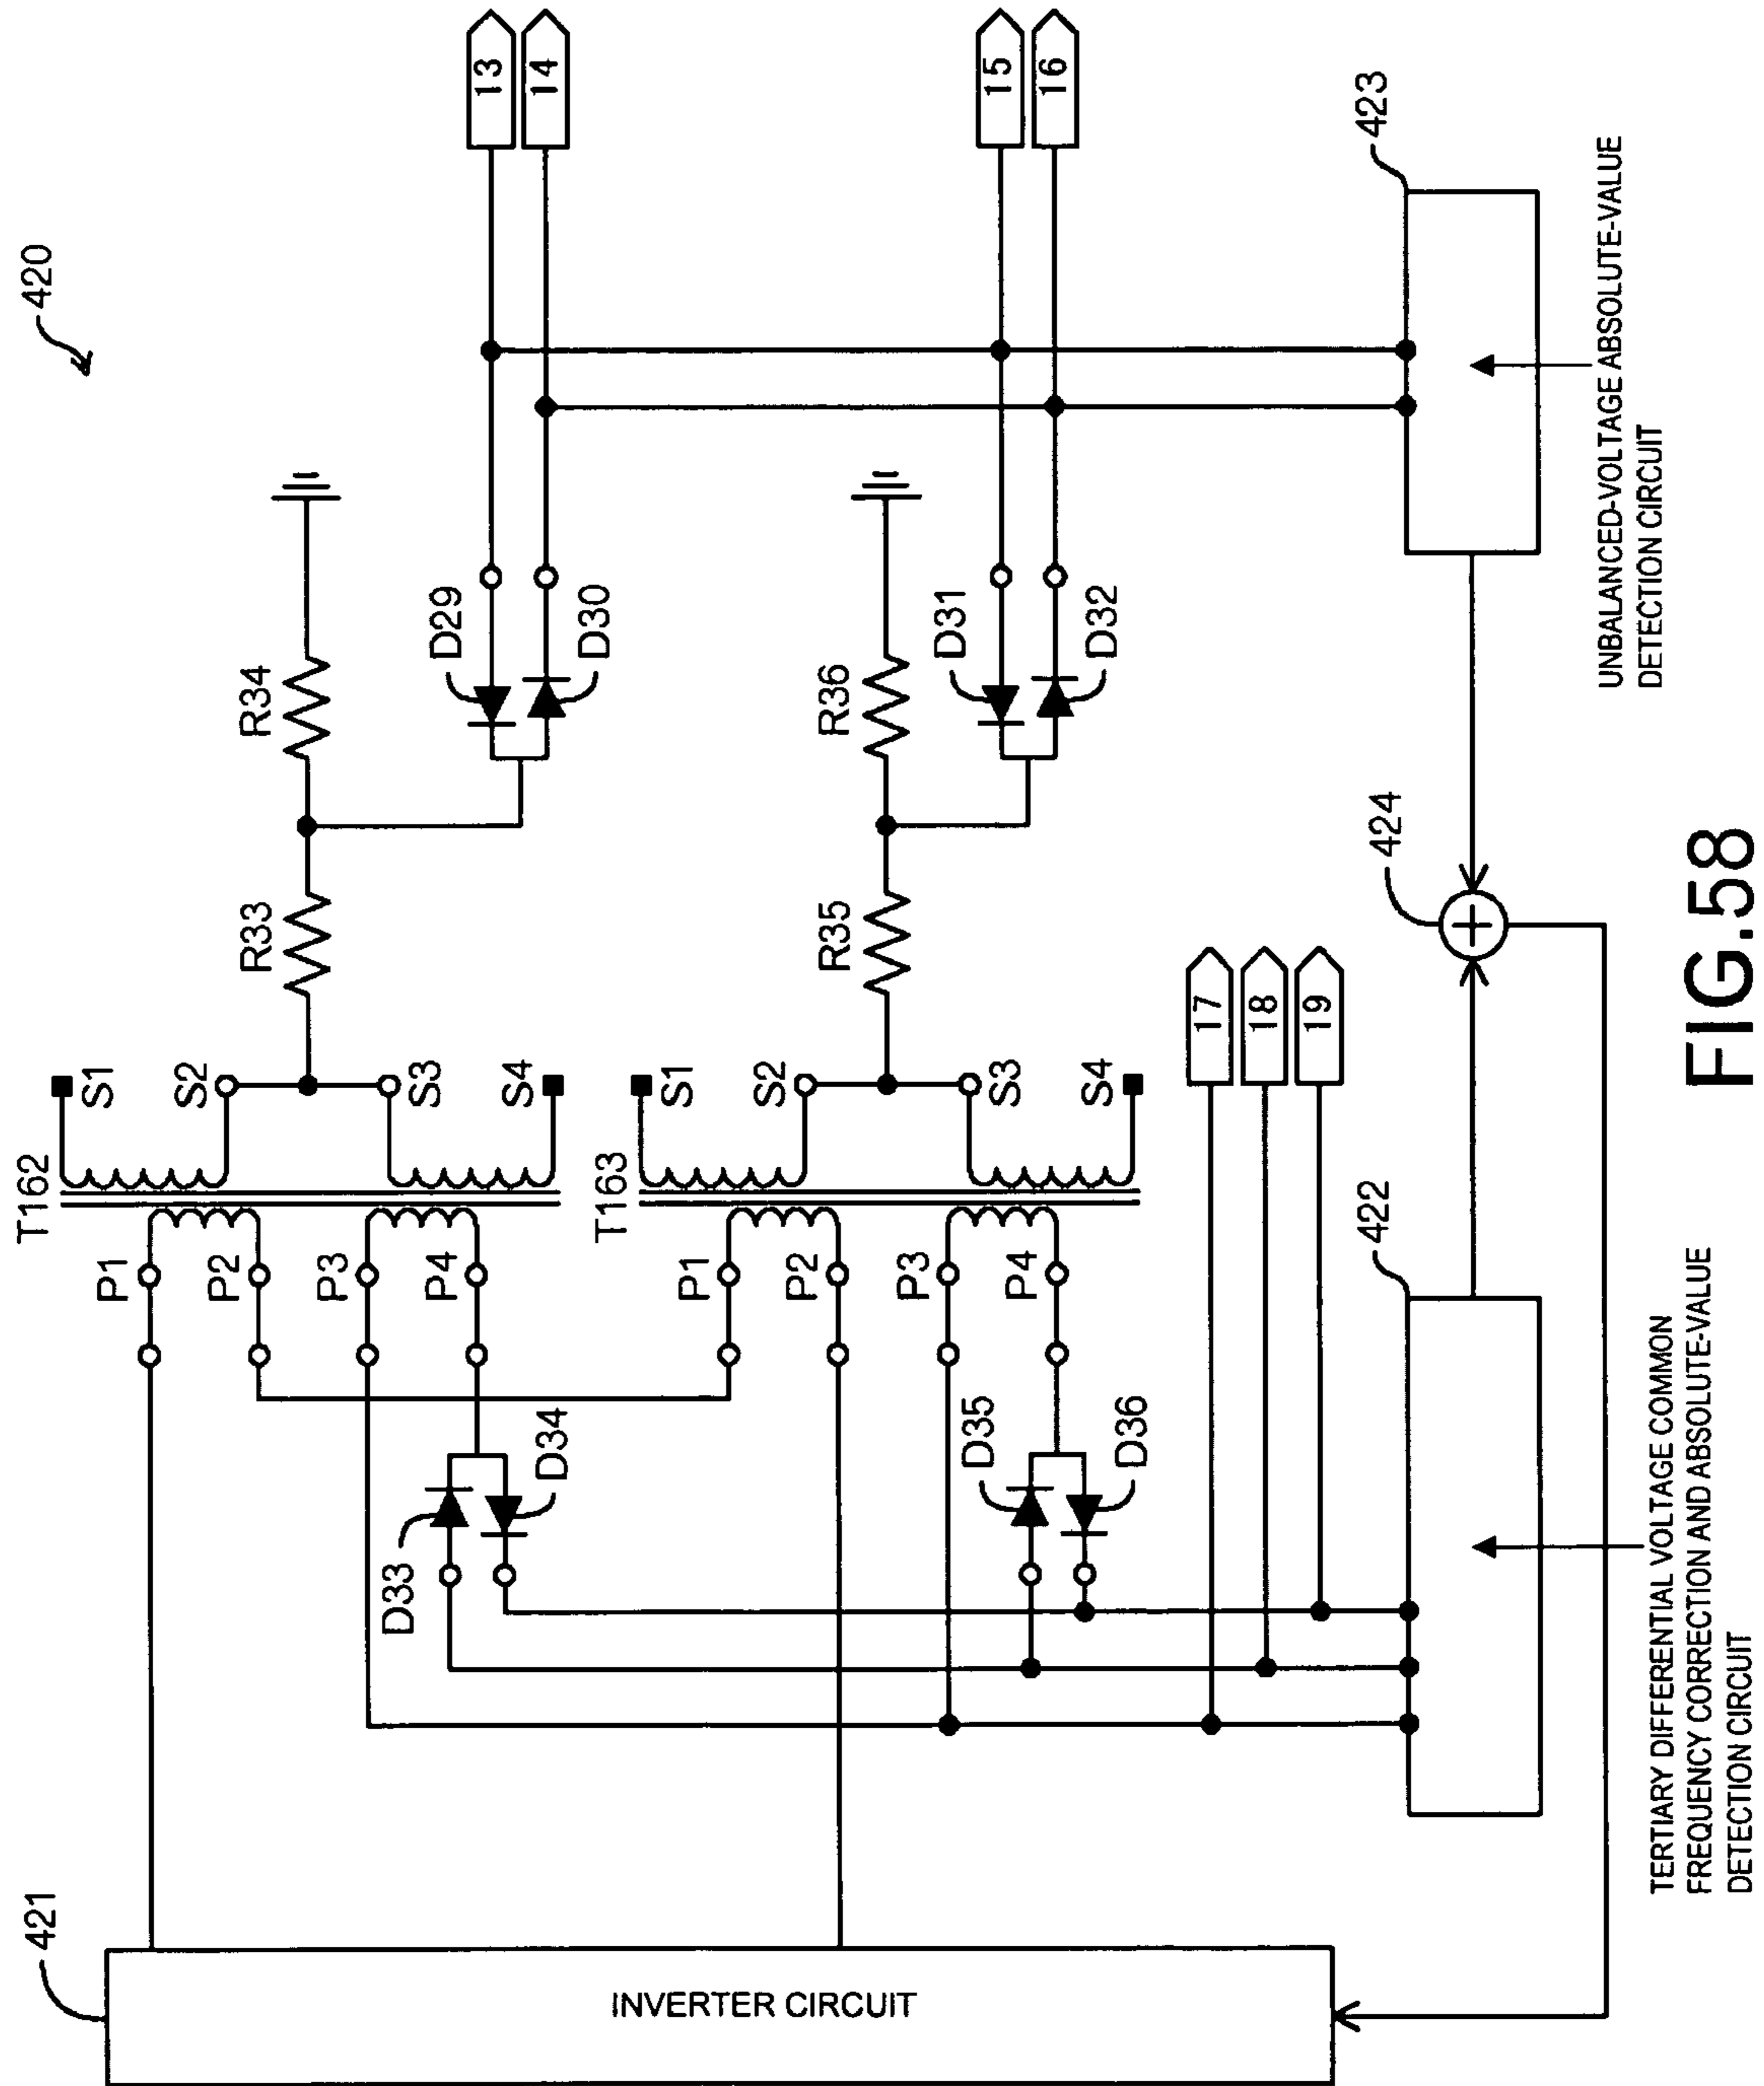 420
421
INVERTER CIRCUIT
T162
P1
P2
P3
P4
S1
S2
S3
S4
R33
R34
D29
D30
13
14
D33
D34
T163
P1
P2
P3
P4
S1
S2
S3
S4
R35
R36
D31
D32
15
16
D35
D36
17
18
19
422
424
423
TERTIARY DIFFERENTIAL VOLTAGE COMMON
FREQUENCY CORRECTION AND ABSOLUTE-VALUE
DETECTION CIRCUIT
UNBALANCED-VOLTAGE ABSOLUTE-VALUE
DETECTION CIRCUIT
FIG.58